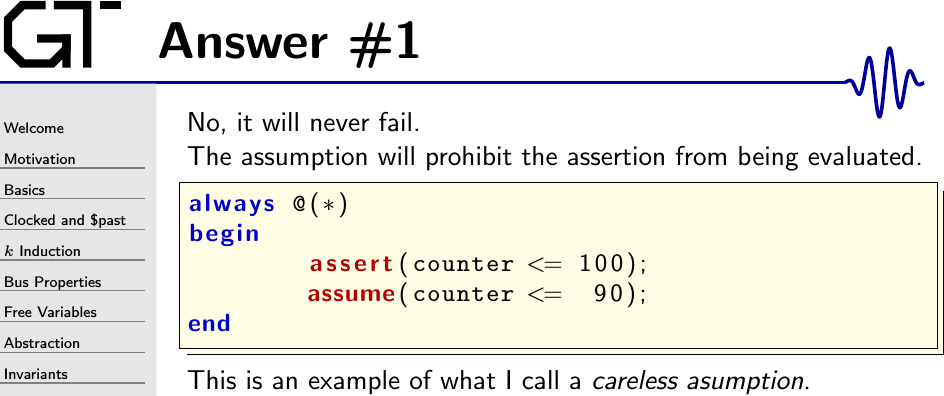 GT
Answer #1
Welcome
Motivation
Basics
Clocked and $past
k Induction
Bus Properties
Free Variables
Abstraction
Invariants
No, it will never fail.
The assumption will prohibit the assertion from being evaluated.
always @(*)
begin
assert(counter <= 100);
assume(counter <= 90);
end
This is an example of what I call a careless asumption.